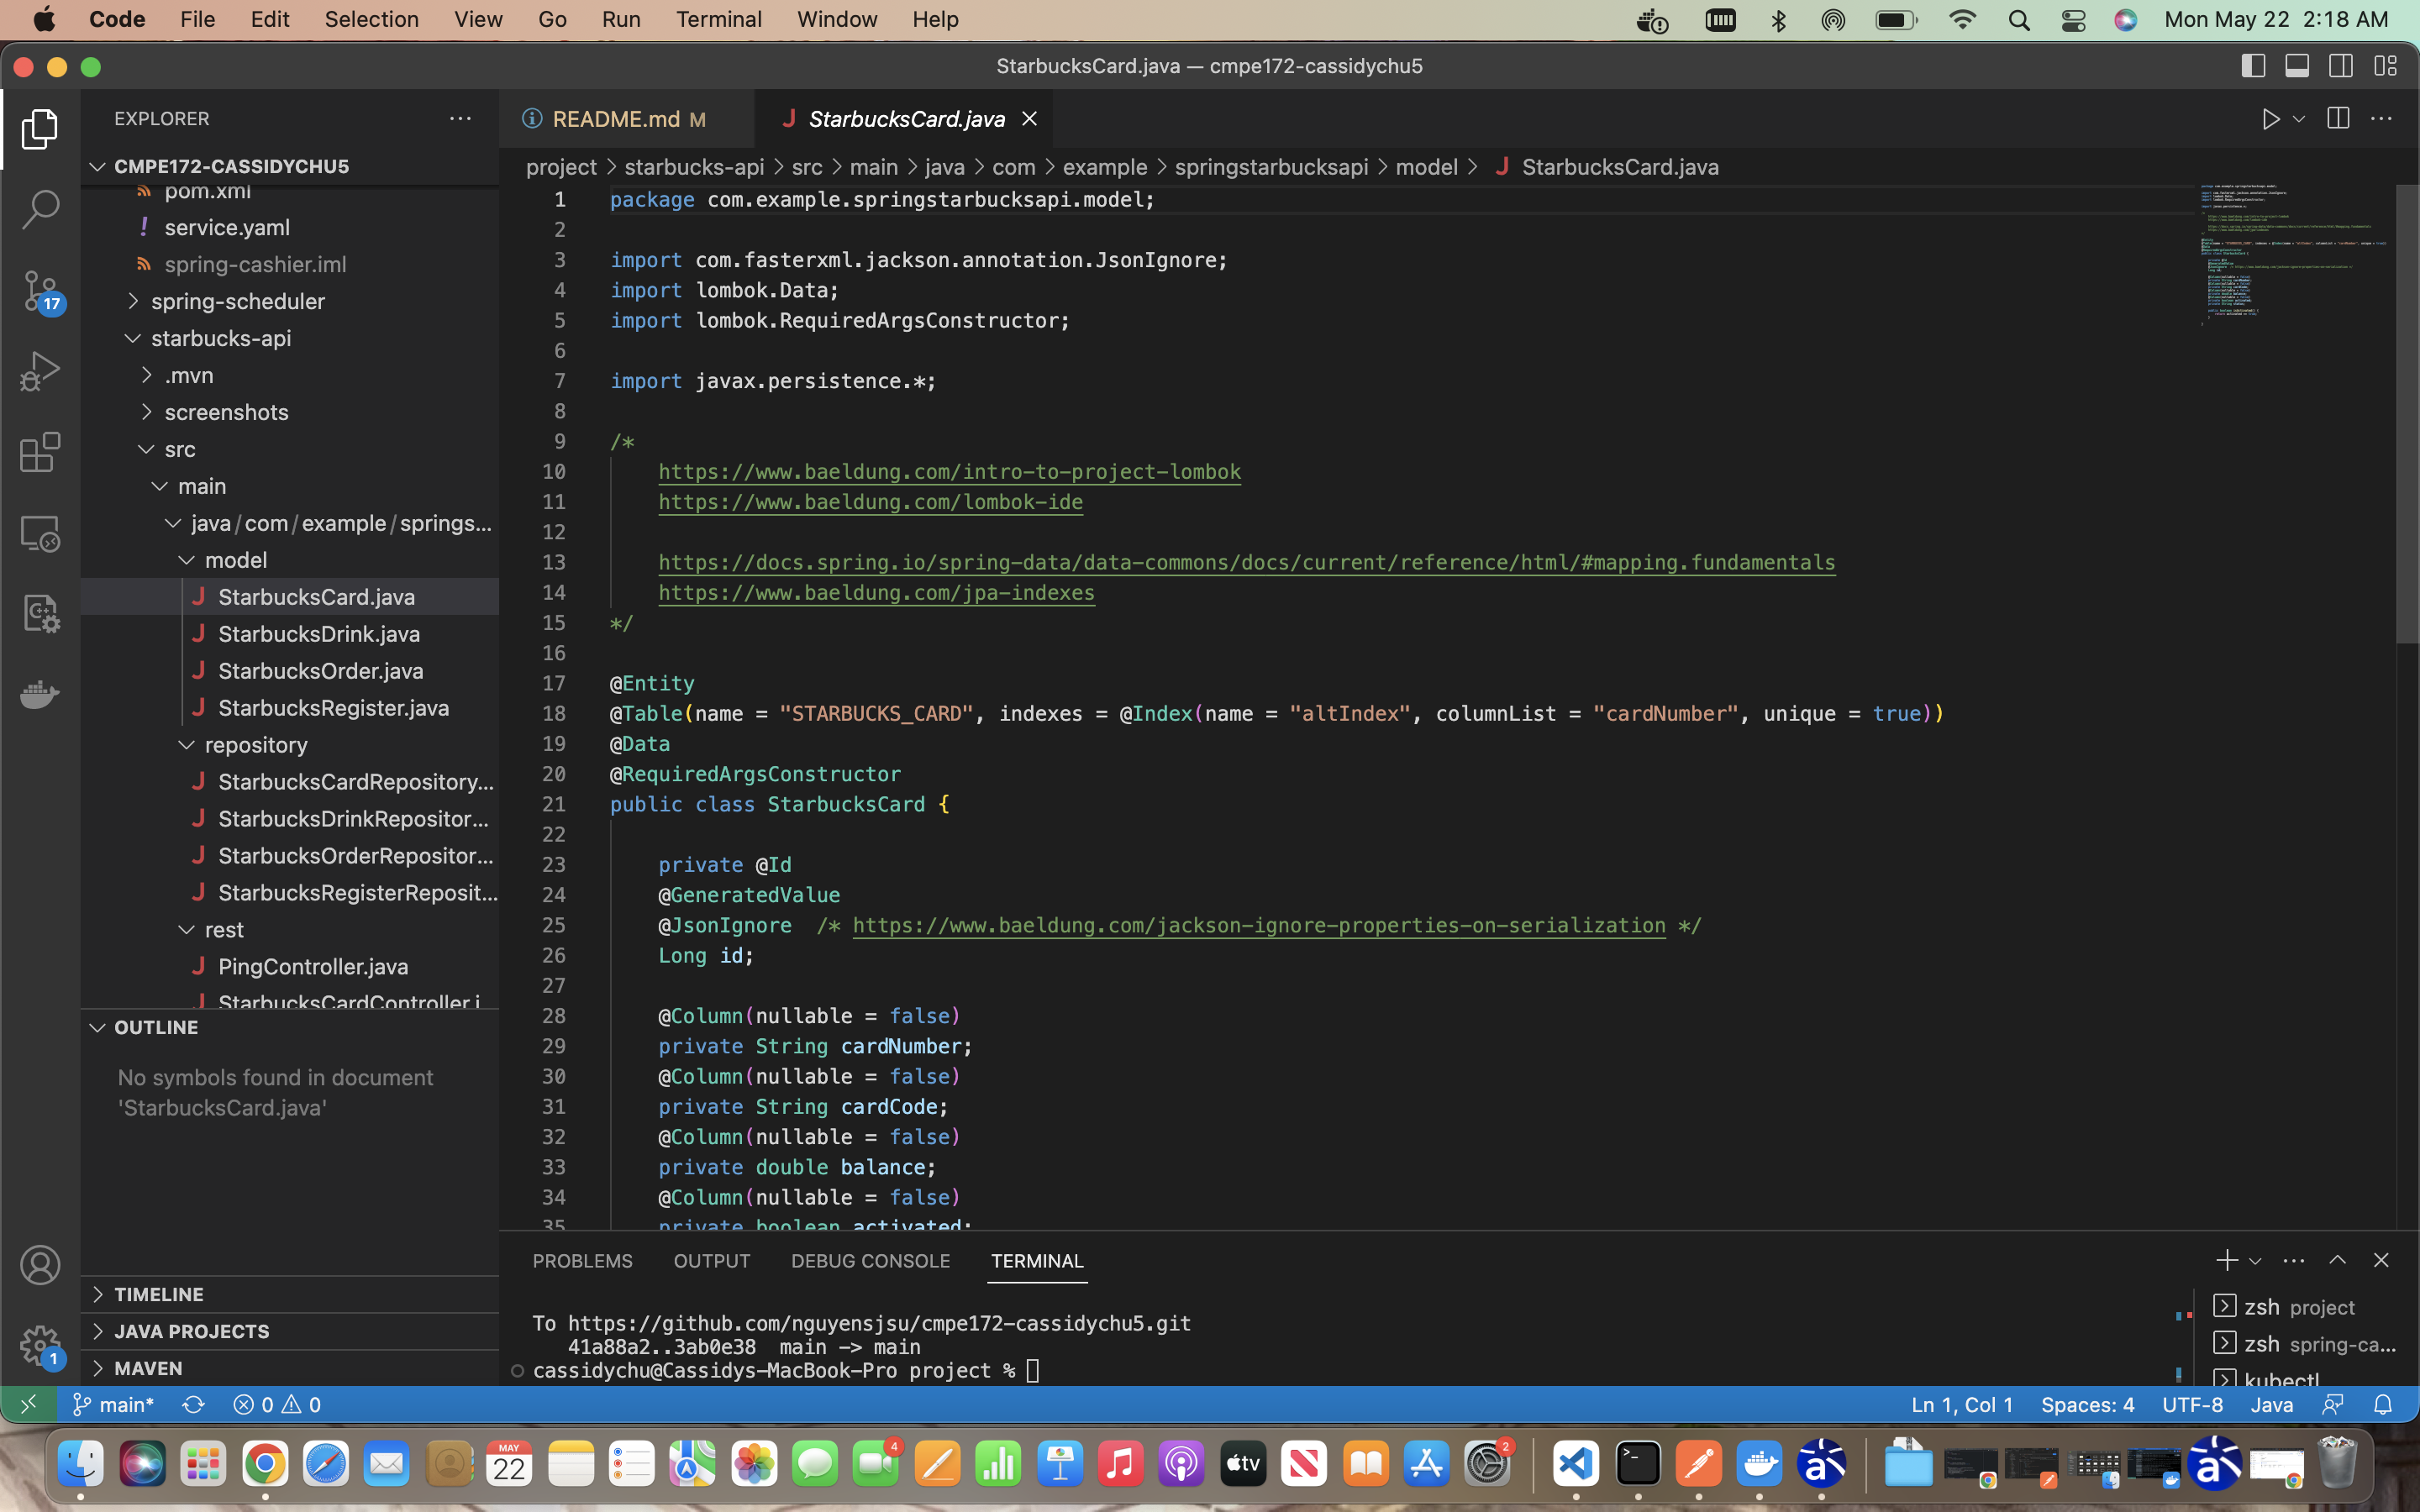 Code File Edit Selection View Go Run Terminal Window Help Mon May 22 2:18 AM
StarbucksCard.java — cmpe172-cassidychu5
EXPLORER
CMPE172-CASSIDYCHU5
pom.xml
service.yaml
spring-cashier.iml
spring-scheduler
starbucks-api
.mvn
screenshots
src
main
java/com/example/springs...
model
StarbucksCard.java
StarbucksDrink.java
StarbucksOrder.java
StarbucksRegister.java
repository
StarbucksCardRepository...
StarbucksDrinkRepositor...
StarbucksOrderRepositor...
StarbucksRegisterReposit...
rest
PingController.java
StarbucksCardController.j
OUTLINE
No symbols found in document
'StarbucksCard.java'
TIMELINE
JAVA PROJECTS
MAVEN
17
1
README.md M StarbucksCard.java
project > starbucks-api > src > main > java > com > example > springstarbucksapi > model > StarbucksCard.java
1 package com.example.springstarbucksapi.model;
2
3 import com.fasterxml.jackson.annotation.JsonIgnore;
4 import lombok.Data;
5 import lombok.RequiredArgsConstructor;
6
7 import javax.persistence.*;
8
9 /*
10 https://www.baeldung.com/intro-to-project-lombok
11 https://www.baeldung.com/lombok-ide
12
13 https://docs.spring.io/spring-data/data-commons/docs/current/reference/html/#mapping.fundamentals
14 https://www.baeldung.com/jpa-indexes
15 */
16
17 @Entity
18 @Table(name = "STARBUCKS_CARD", indexes = @Index(name = "altIndex", columnList = "cardNumber", unique = true))
19 @Data
20 @RequiredArgsConstructor
21 public class StarbucksCard {
22
23 private @Id
24 @GeneratedValue
25 @JsonIgnore /* https://www.baeldung.com/jackson-ignore-properties-on-serialization */
26 Long id;
27
28 @Column(nullable = false)
29 private String cardNumber;
30 @Column(nullable = false)
31 private String cardCode;
32 @Column(nullable = false)
33 private double balance;
34 @Column(nullable = false)
35 private boolean activated;
PROBLEMS OUTPUT DEBUG CONSOLE TERMINAL
To https://github.com/nguyensjsu/cmpe172-cassidychu5.git
41a88a2..3ab0e38 main -> main
cassidychu@Cassidys-MacBook-Pro project %
zsh project
zsh spring-ca...
kubectl
main* 0 0 Ln 1, Col 1 Spaces: 4 UTF-8 Java
MAY
22
4
tv
2